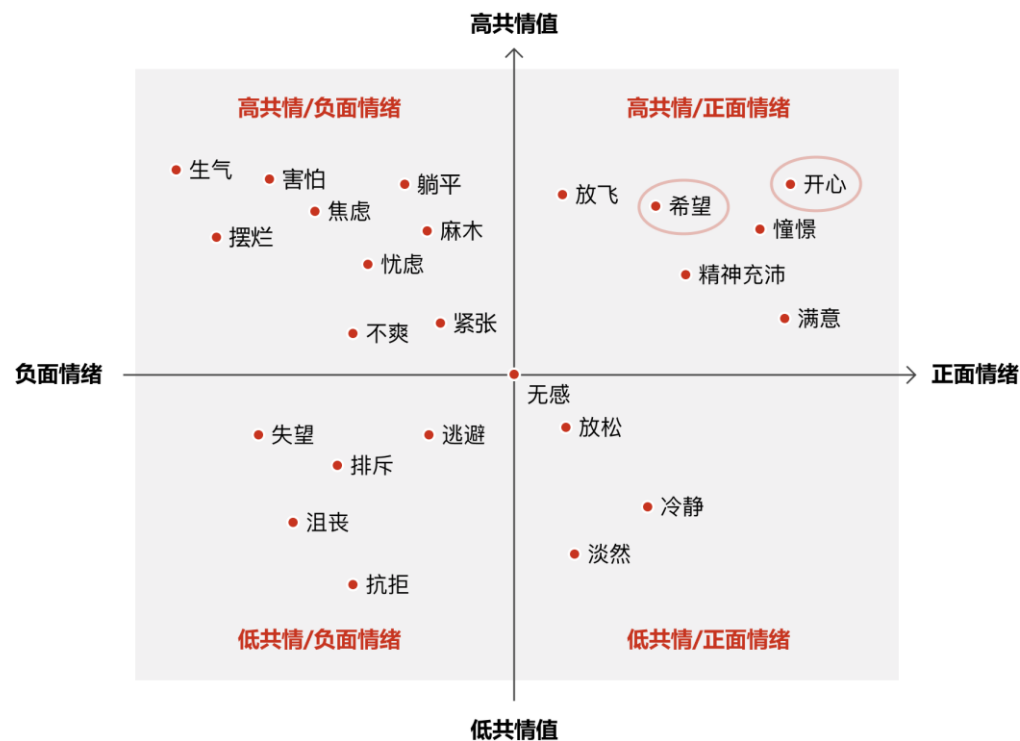 高共情值
高共情/负面情绪
高共情/正面情绪
生气
害怕
躺平
焦虑
摆烂
麻木
忧虑
紧张
不爽
放飞
希望
开心
憧憬
精神充沛
满意
负面情绪
正面情绪
无感
失望
逃避
排斥
沮丧
抗拒
放松
冷静
淡然
低共情/负面情绪
低共情/正面情绪
低共情值